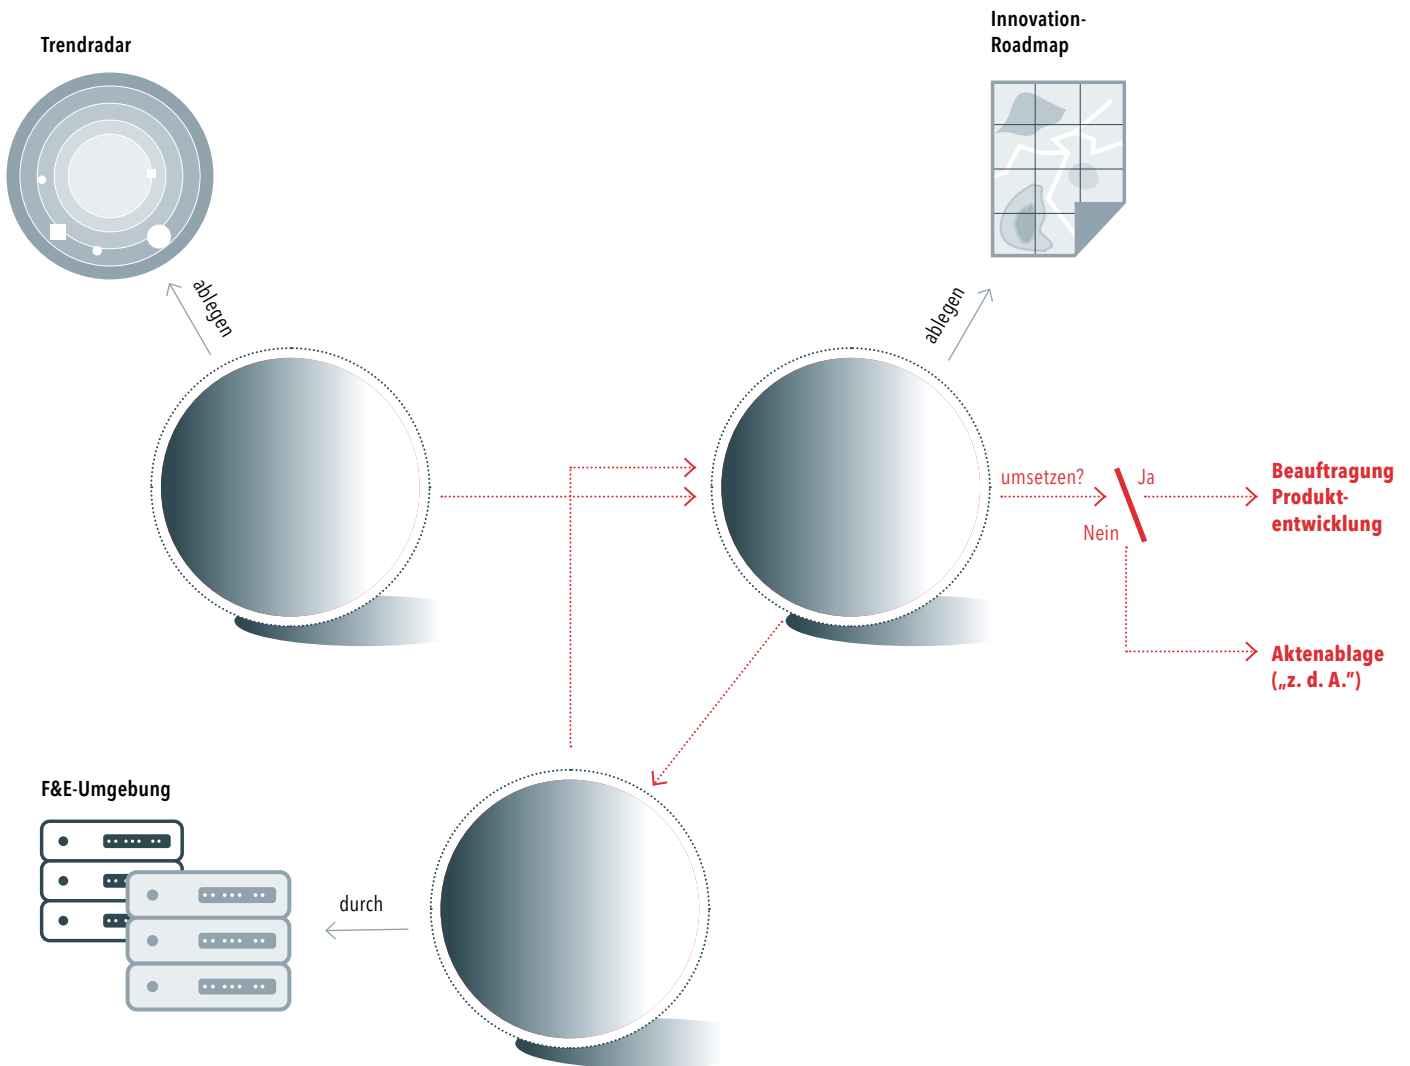 Innovation-
Roadmap
Trendradar
ablegen
ablegen
umsetzen?
Ja
Nein
Beauftragung
Produkt-
entwicklung
Aktenablage
(„z. d. A.”)
F&E-Umgebung
durch